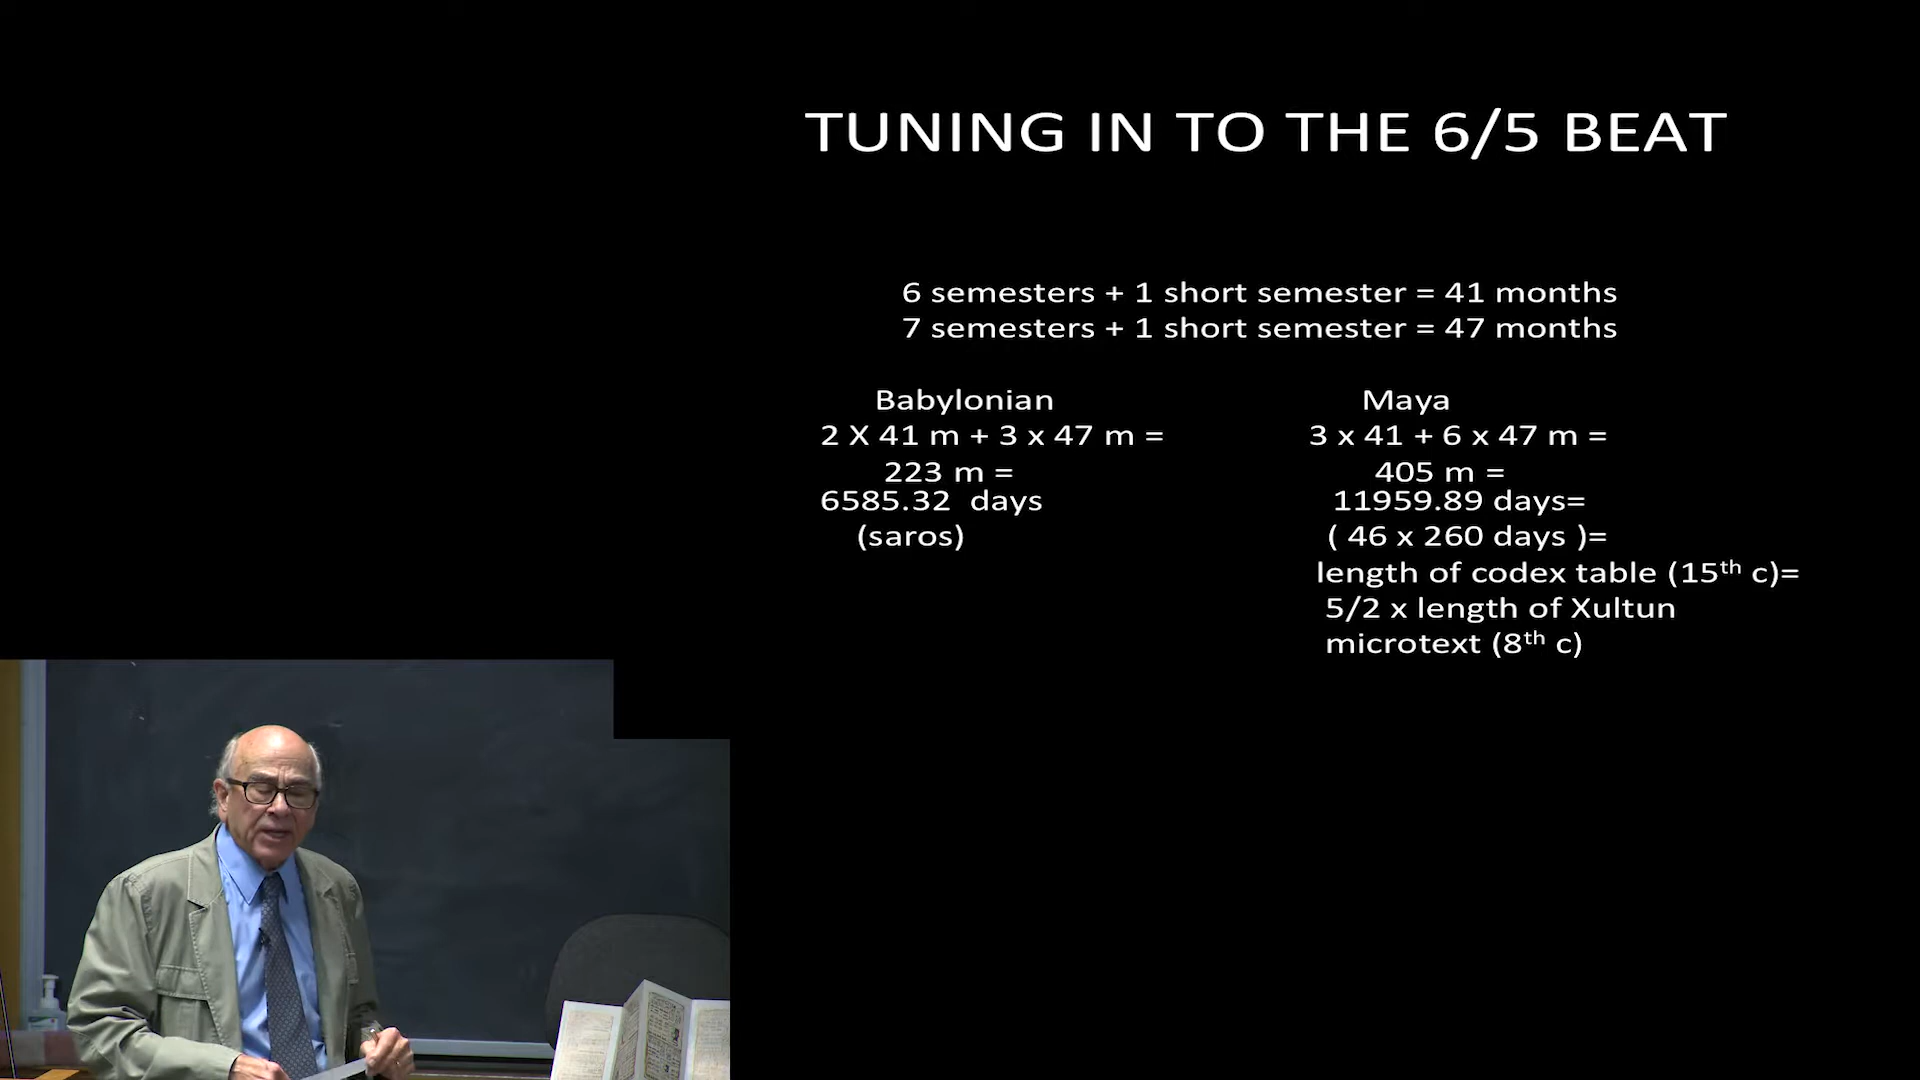 TUNING IN TO THE 6/5 BEAT
6 semesters + 1 short semester = 41 months
7 semesters + 1 short semester = 47 months
Babylonian
2 X 41 m + 3 x 47 m =
223 m =
6585.32 days
(saros)
Maya
3 x 41 + 6 x 47 m =
405 m =
11959.89 days=
( 46 x 260 days )=
length of codex table (15th c)=
5/2 x length of Xultun
microtext (8th c)